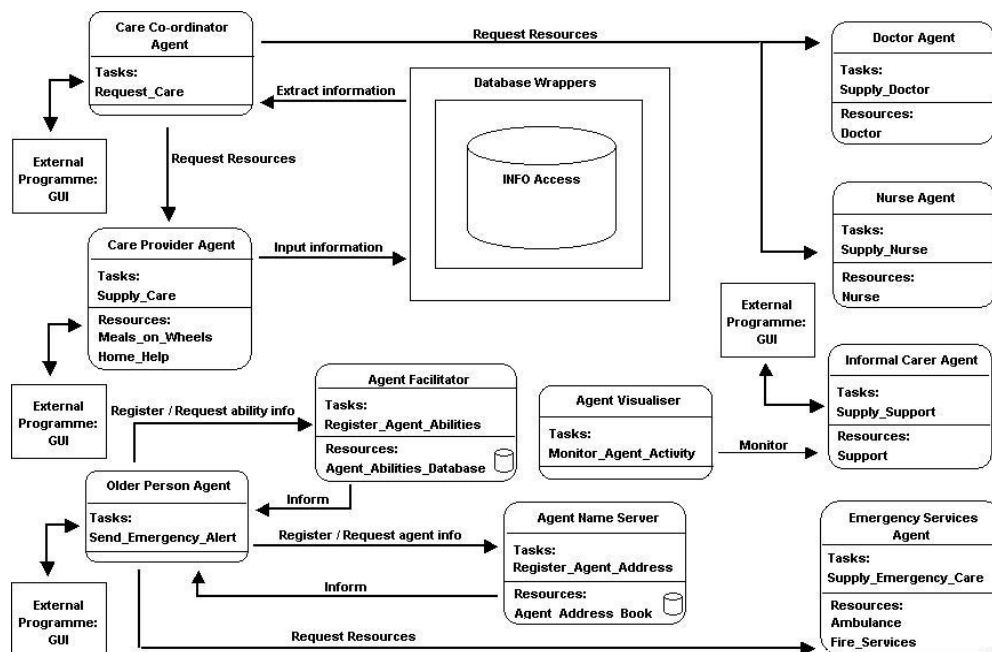 Care Co-ordinator
Agent
Tasks:
Request_Care
Request Resources
Doctor Agent
Tasks:
Supply_Doctor
Resources:
Doctor
Extract information
Database Wrappers
INFO Access
External
Programme:
GUI
Request Resources
Nurse Agent
Tasks:
Supply_Nurse
Resources:
Nurse
Care Provider Agent
Tasks:
Supply_Care
Resources:
Meals_on_Wheels
Home_Help
Input information
External
Programme:
GUI
Informal Carer Agent
Tasks:
Supply_Support
Resources:
Support
External
Programme:
GUI
Register / Request ability info
Agent Facilitator
Tasks:
Register_Agent_Abilities
Resources:
Agent_Abilities_Database
Agent Visualiser
Tasks:
Monitor_Agent_Activity
Monitor
Older Person Agent
Tasks:
Send_Emergency_Alert
Inform
Register / Request agent info
Agent Name Server
Tasks:
Register_Agent_Address
Resources:
Agent_Address_Book
Inform
Emergency Services
Agent
Tasks:
Supply_Emergency_Care
Resources:
Ambulance
Fire_Services
External
Programme:
GUI
Request Resources